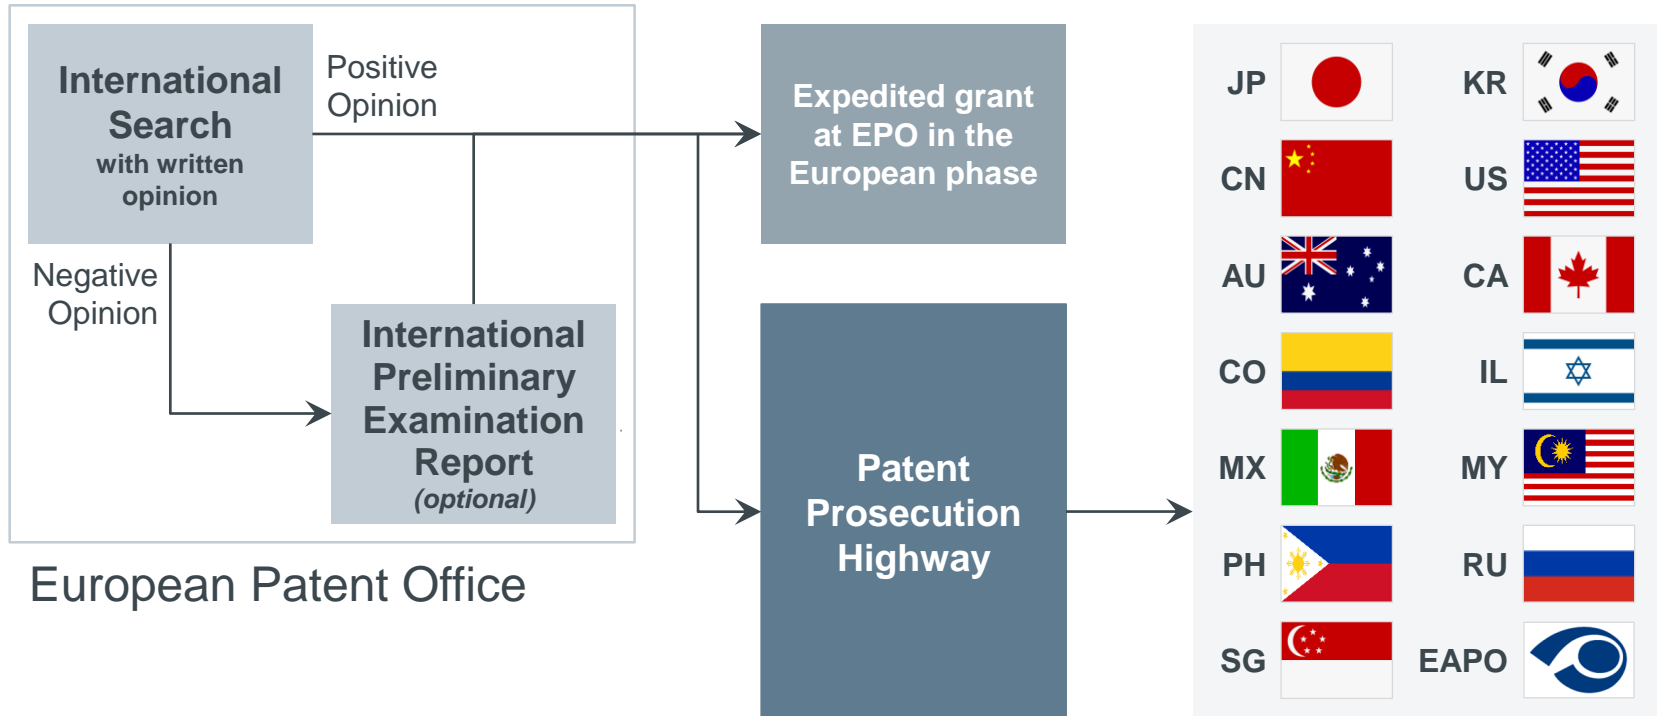 International
Search
with written
opinion
Positive
Opinion
Negative
Opinion
International
Preliminary
Examination
Report
(optional)
European Patent Office
Expedited grant
at EPO in the
European phase
Patent
Prosecution
Highway
JP
KR
CN
US
AU
CA
CO
IL
MX
MY
PH
RU
SG
EAPO